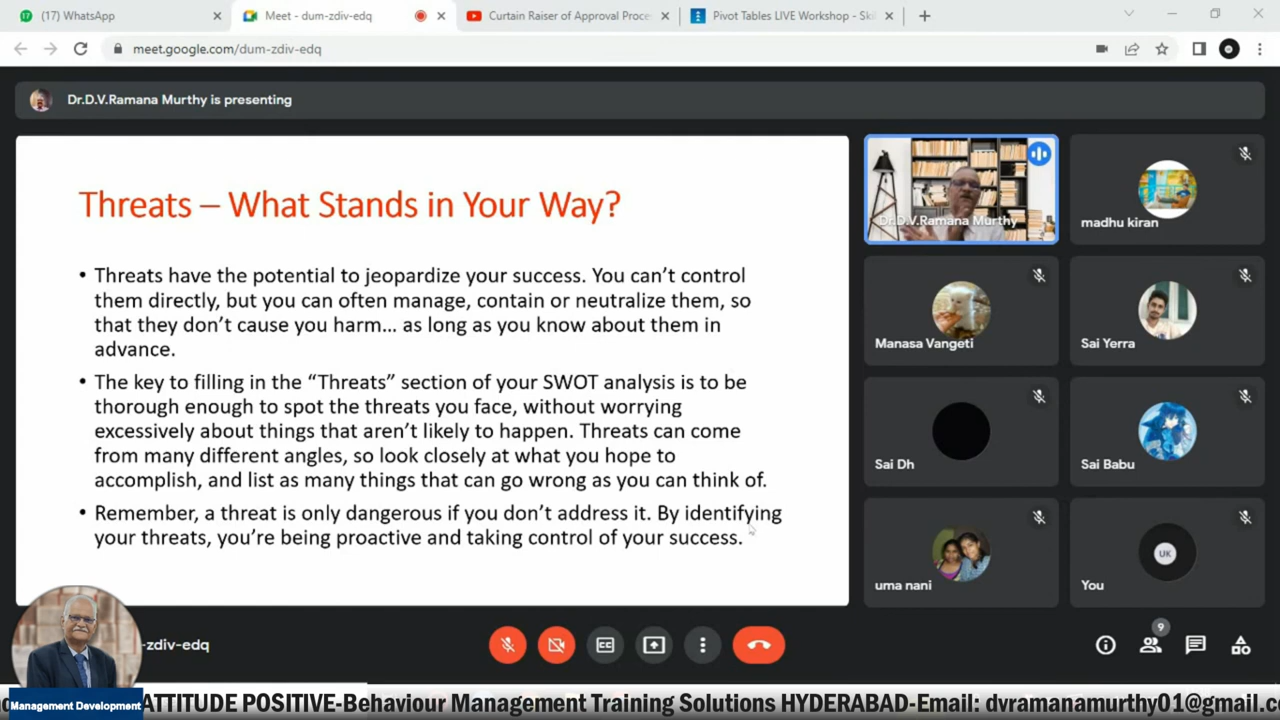 (17) WhatsApp
Meet - dum-zdiv-edq
Curtain Raiser of Approval Proce
Pivot Tables LIVE Workshop - Ski
meet.google.com/dum-zdiv-edq
Dr.D.V.Ramana Murthy is presenting
Threats – What Stands in Your Way?
• Threats have the potential to jeopardize your success. You can't control
them directly, but you can often manage, contain or neutralize them, so
that they don't cause you harm... as long as you know about them in
advance.
• The key to filling in the "Threats" section of your SWOT analysis is to be
thorough enough to spot the threats you face, without worrying
excessively about things that aren't likely to happen. Threats can come
from many different angles, so look closely at what you hope to
accomplish, and list as many things that can go wrong as you can think of.
• Remember, a threat is only dangerous if you don't address it. By identifying
your threats, you're being proactive and taking control of your success.
Dr.D.V.Ramana Murthy
madhu kiran
Manasa Vangeti
Sai Yerra
Sai Dh
Sai Babu
uma nani
UK
You
-zdiv-edq
CC
9
Management Development
ATTITUDE POSITIVE-Behaviour Management Training Solutions HYDERABAD-Email: dvramanamurthy01@gmail.c